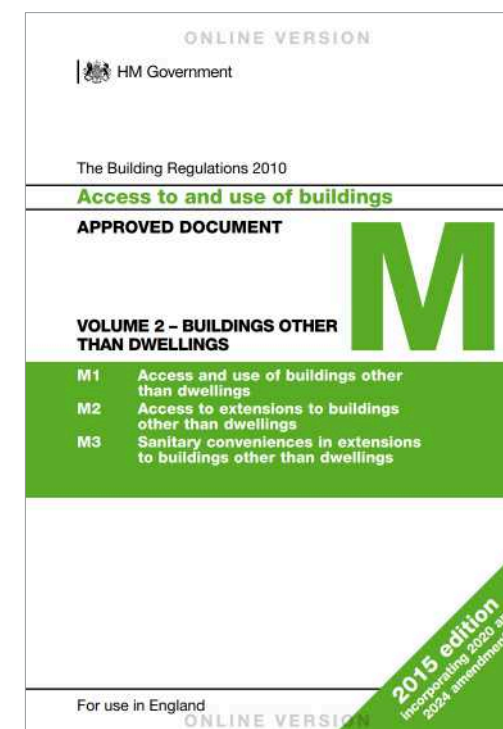 ONLINE VERSION
HM Government
The Building Regulations 2010
Access to and use of buildings
APPROVED DOCUMENT
M
VOLUME 2 – BUILDINGS OTHER
THAN DWELLINGS
M1 Access and use of buildings other
than dwellings
M2 Access to extensions to buildings
other than dwellings
M3 Sanitary conveniences in extensions
to buildings other than dwellings
2015 edition
incorporating 2020
2024
For use in England
ONLINE VERSION